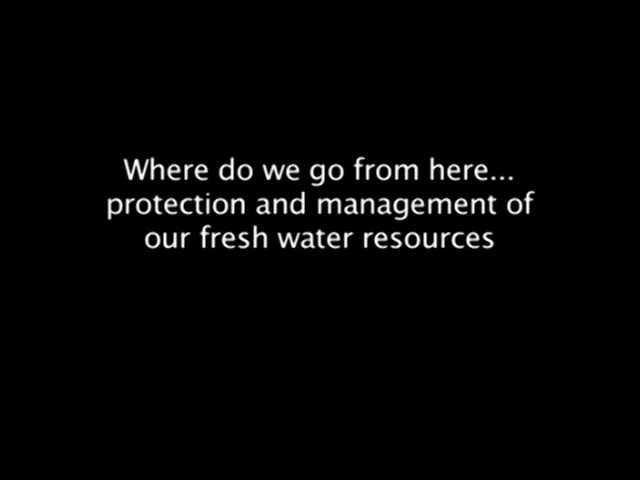 Where do we go from here...
protection and management of
our fresh water resources